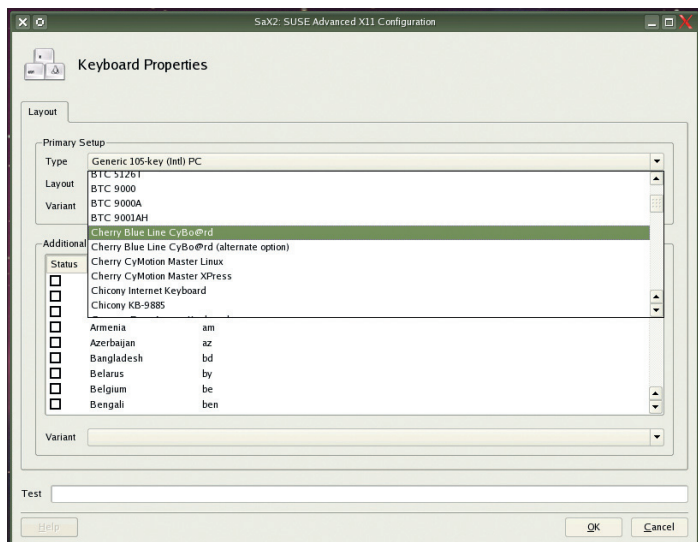 SaX2: SUSE Advanced X11 Configuration
Keyboard Properties
Layout
Primary Setup
Type Generic 105-key (Intl) PC
BTC 5126T
Layout
BTC 9000
BTC 9000A
Variant
BTC 9001AH
Cherry Blue Line CyBo@rd
Additional
Cherry Blue Line CyBo@rd (alternate option)
Status
Cherry CyMotion Master Linux
Cherry CyMotion Master XPress
Chicony Internet Keyboard
Chicony KB-9885
Armenia am
Azerbaijan az
Bangladesh bd
Belarus by
Belgium be
Bengali ben
Variant
Test
Help
OK
Cancel